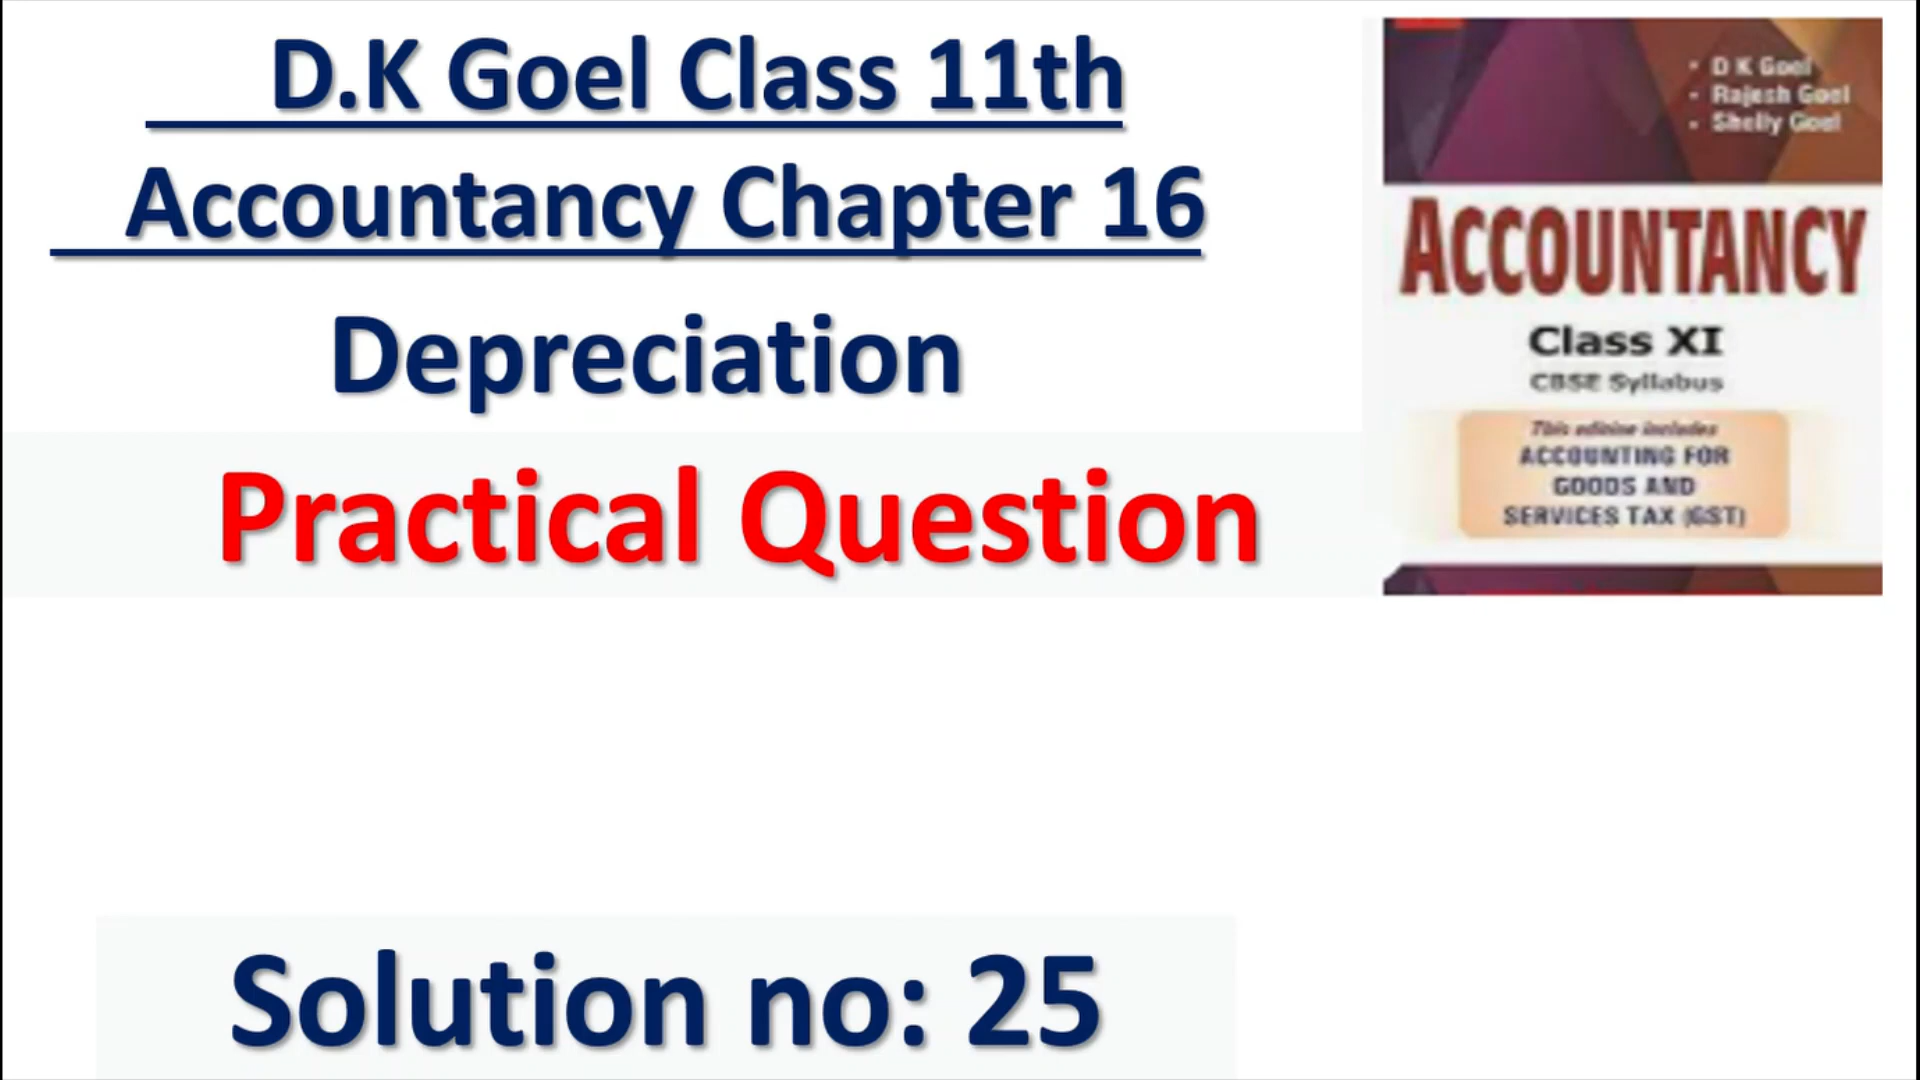 D.K Goel Class 11th
Accountancy Chapter 16
Depreciation
Practical Question
Solution no: 25
• D K Goel
• Rajesh Goel
• Shelly Goel
ACCOUNTANCY
Class XI
CBSE Syllabus
This edition includes
ACCOUNTING FOR
GOODS AND
SERVICES TAX (GST)